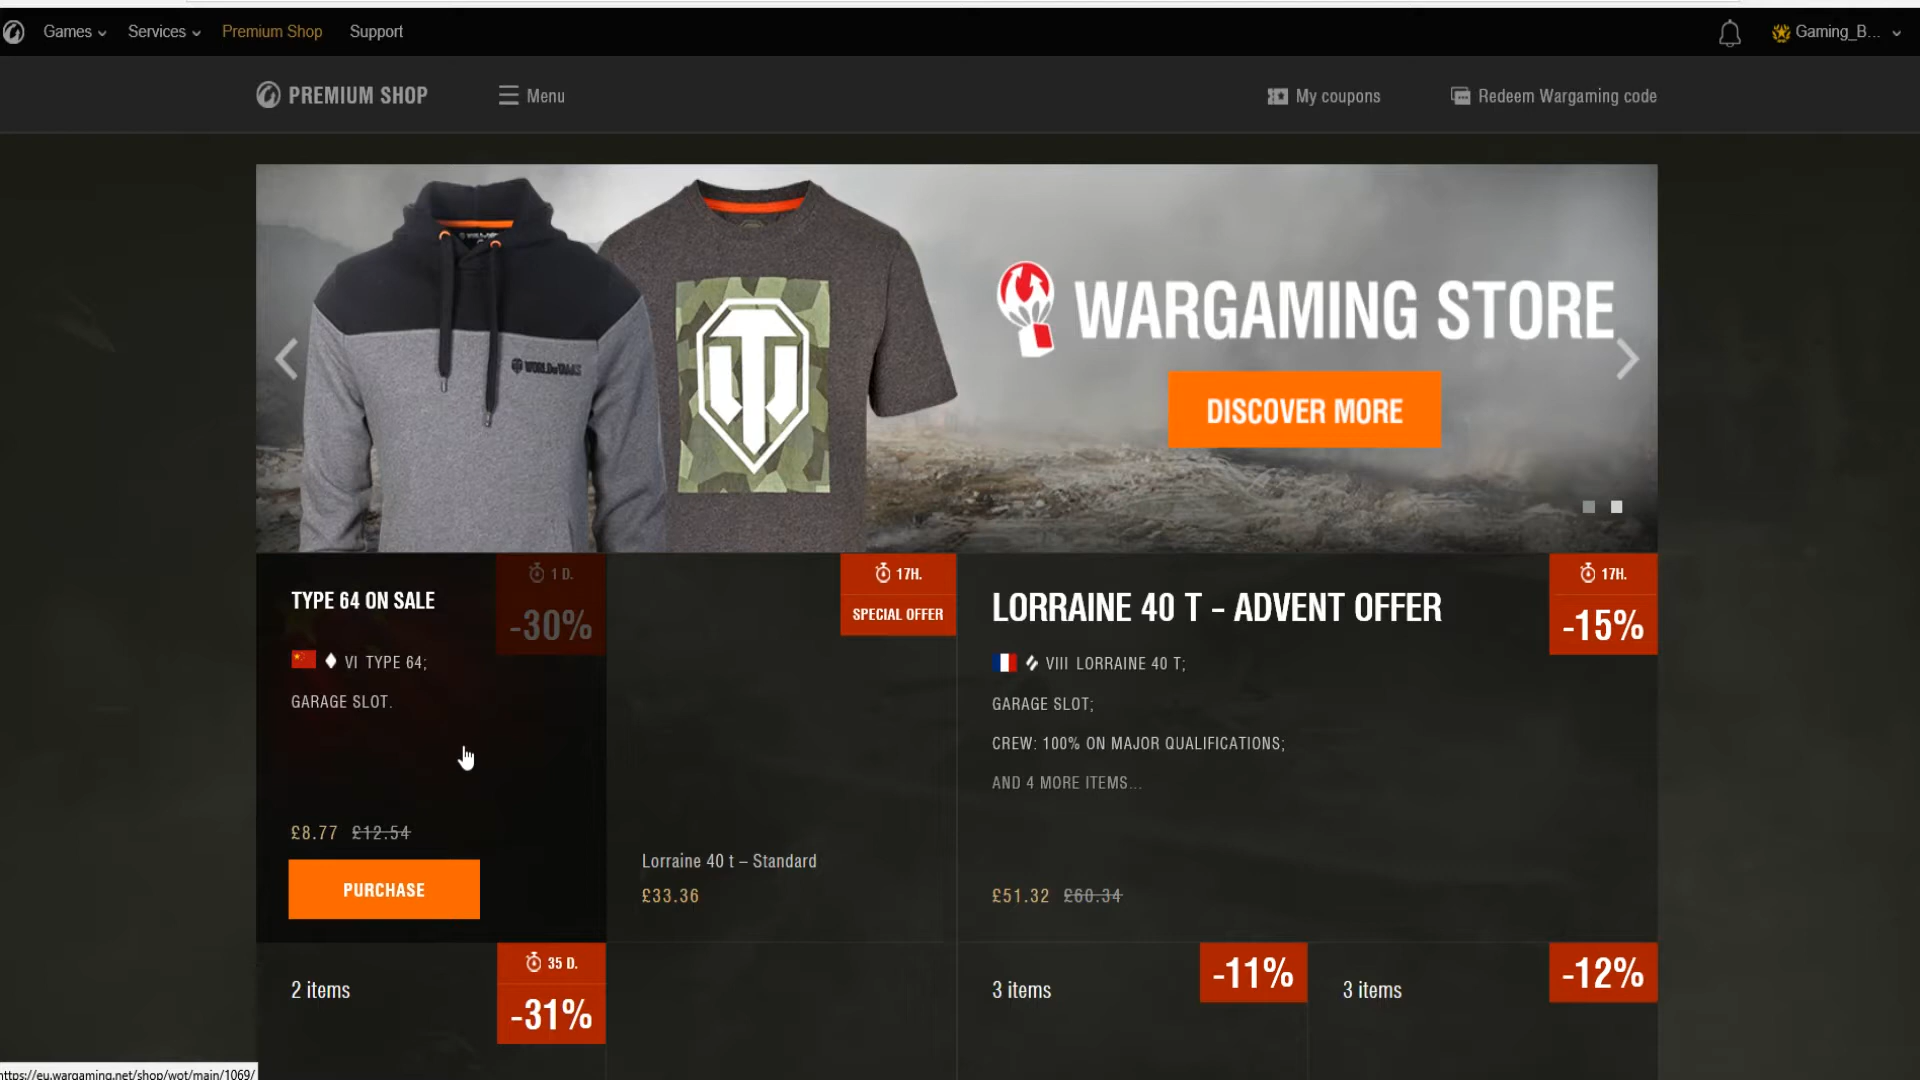 Games
Services
Premium Shop
Support
Gaming_B...
PREMIUM SHOP
Menu
My coupons
Redeem Wargaming code
WORLD OF TANKS
WARGAMING STORE
DISCOVER MORE
TYPE 64 ON SALE
1 D.
-30%
VI TYPE 64;
GARAGE SLOT.
£8.77 £12.54
PURCHASE
17H.
SPECIAL OFFER
Lorraine 40 t – Standard
£33.36
LORRAINE 40 T – ADVENT OFFER
17H.
-15%
VIII LORRAINE 40 T;
GARAGE SLOT;
CREW: 100% ON MAJOR QUALIFICATIONS;
AND 4 MORE ITEMS...
£51.32 £60.34
2 items
35 D.
-31%
3 items
-11%
3 items
-12%
https://eu.wargaming.net/shop/wot/main/1069/